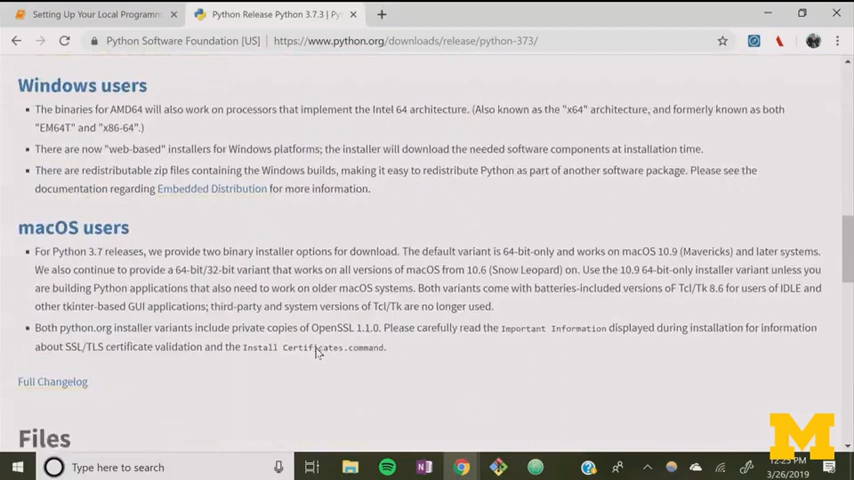 Setting Up Your Local Programm
Python Release Python 3.7.3 | Py
Python Software Foundation [US] https://www.python.org/downloads/release/python-373/
Windows users
The binaries for AMD64 will also work on processors that implement the Intel 64 architecture. (Also known as the "x64" architecture, and formerly known as both
"EM64T" and "x86-64".)
There are now "web-based" installers for Windows platforms; the installer will download the needed software components at installation time.
There are redistributable zip files containing the Windows builds, making it easy to redistribute Python as part of another software package. Please see the
documentation regarding Embedded Distribution for more information.
macOS users
For Python 3.7 releases, we provide two binary installer options for download. The default variant is 64-bit-only and works on macOS 10.9 (Mavericks) and later systems.
We also continue to provide a 64-bit/32-bit variant that works on all versions of macOS from 10.6 (Snow Leopard) on. Use the 10.9 64-bit-only installer variant unless you
are building Python applications that also need to work on older macOS systems. Both variants come with batteries-included versions of Tcl/Tk 8.6 for users of IDLE and
other tkinter-based GUI applications; third-party and system versions of Tcl/Tk are no longer used.
Both python.org installer variants include private copies of OpenSSL 1.1.0. Please carefully read the Important Information displayed during installation for information
about SSL/TLS certificate validation and the Install Certificates.command.
Full Changelog
Files
M
Type here to search
12:25 PM
3/26/2019